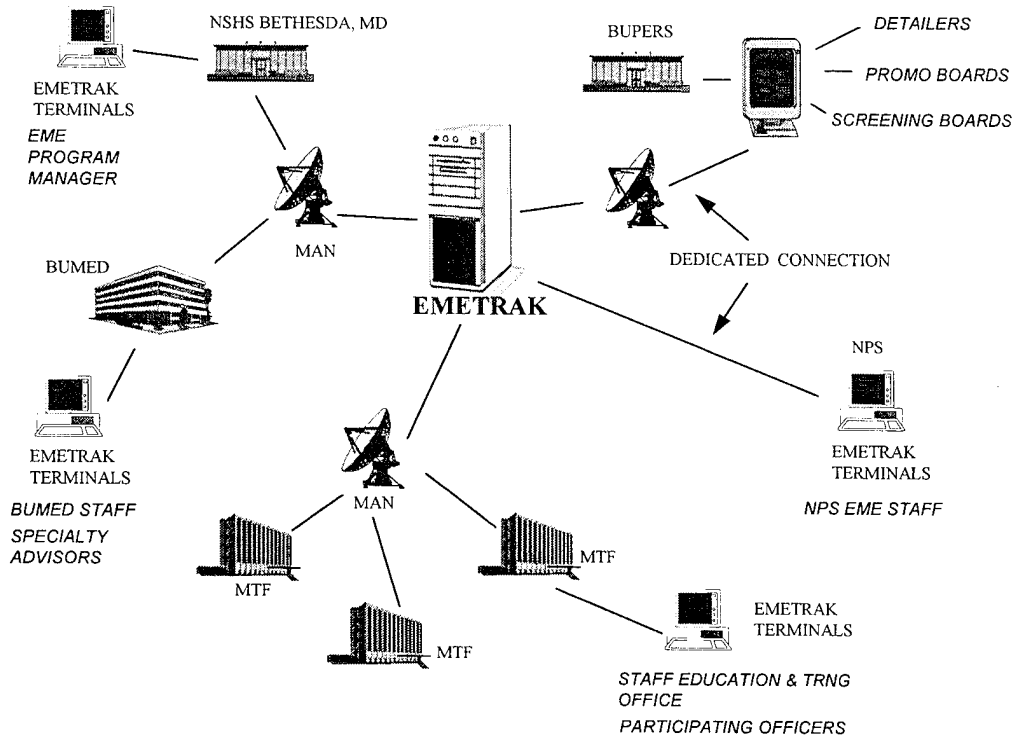 NSHS BETHESDA, MD
BUPERS
DETAILERS
PROMO BOARDS
SCREENING BOARDS
EMETRAK
TERMINALS
EME
PROGRAM
MANAGER
MAN
DEDICATED CONNECTION
BUMED
EMETRAK
NPS
EMETRAK
TERMINALS
NPS EME STAFF
EMETRAK
TERMINALS
BUMED STAFF
SPECIALTY
ADVISORS
MAN
MTF
MTF
MTF
EMETRAK
TERMINALS
STAFF EDUCATION & TRNG
OFFICE
PARTICIPATING OFFICERS